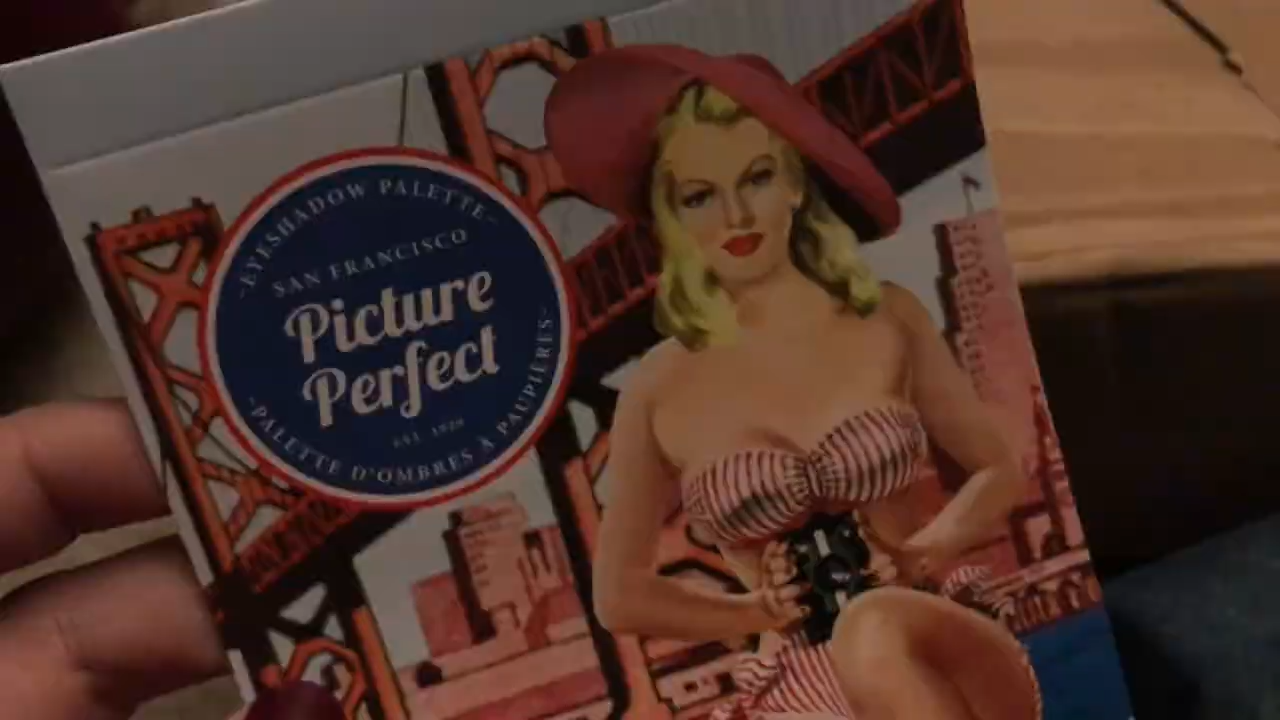 -EYESHADOW PALETTE-
SAN FRANCISCO
Picture
Perfect
EST. 1920
-PALETTE D'OMBRES À PAUPIÈRES-